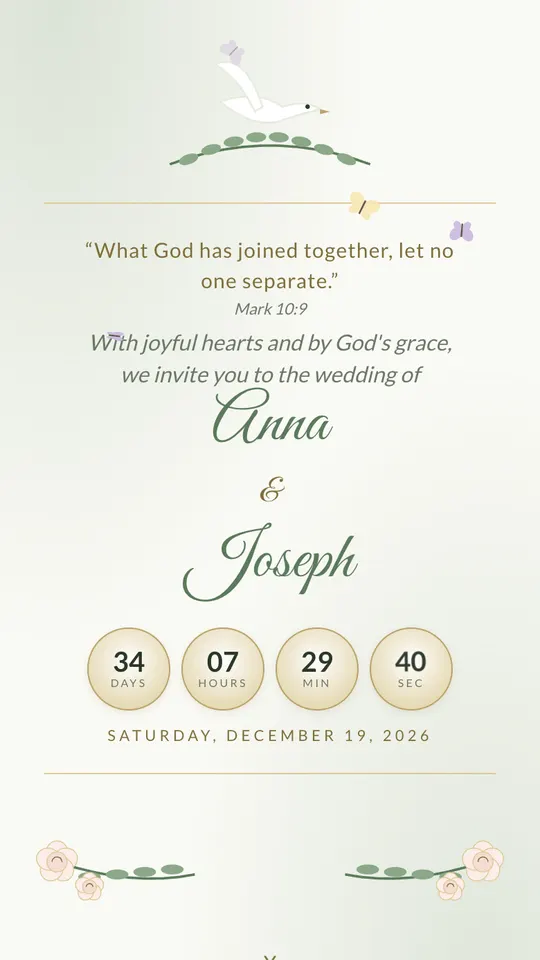 “What God has joined together, let no
one separate.”
Mark 10:9
With joyful hearts and by God's grace,
we invite you to the wedding of
Anna
&
Joseph
34 07 29 40
DAYS HOURS MIN SEC
SATURDAY, DECEMBER 19, 2026